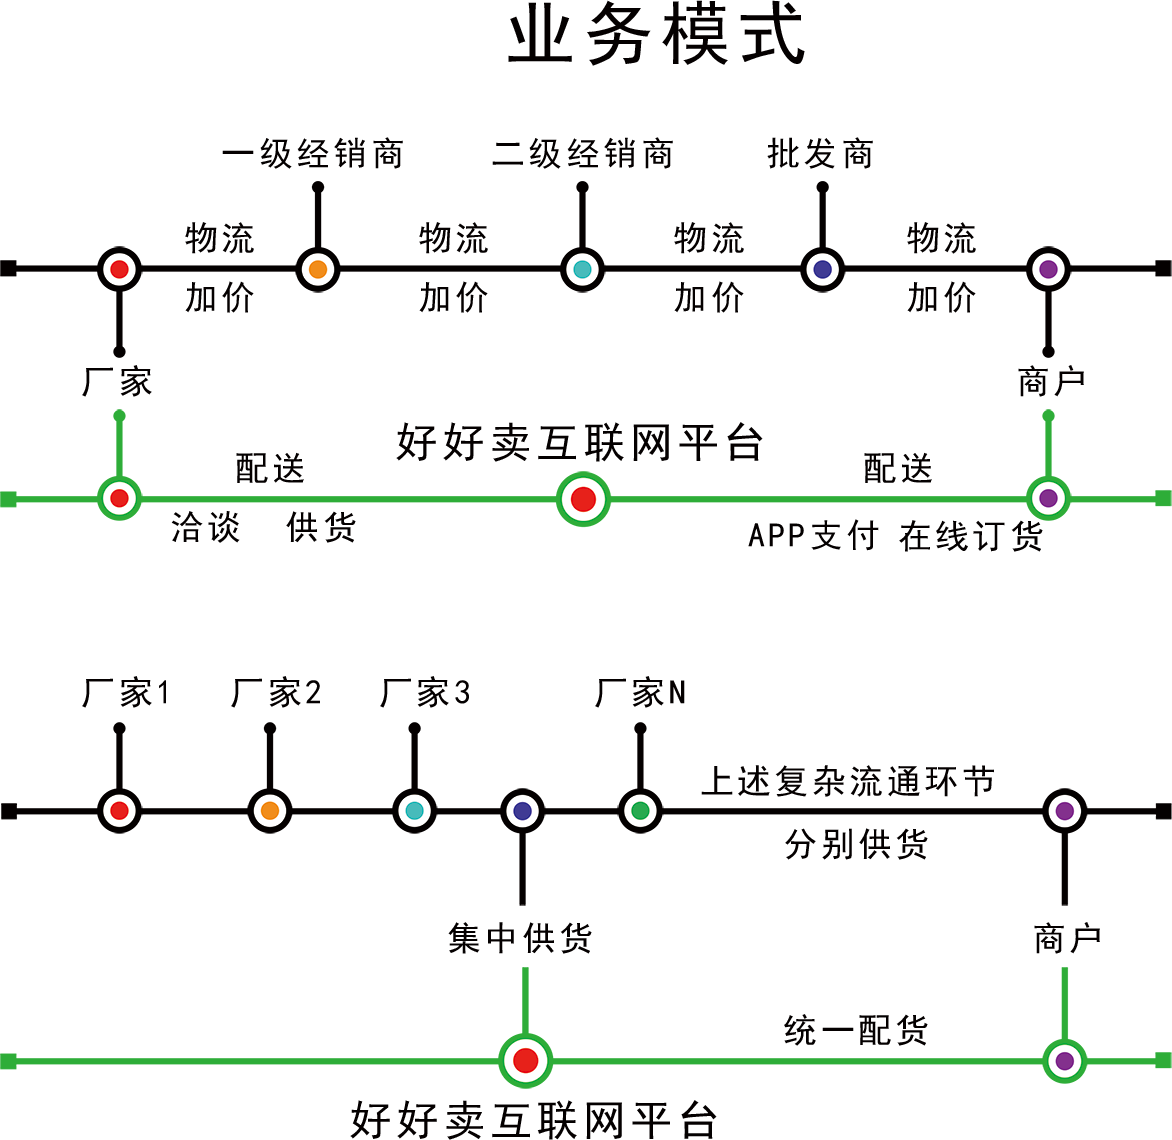 业务模式
一级经销商 二级经销商 批发商
物流 物流 物流 物流
加价 加价 加价 加价
厂家 商户
好好卖互联网平台
配送 配送
洽谈 供货 APP支付 在线订货
厂家1 厂家2 厂家3 厂家N
上述复杂流通环节
分别供货
集中供货 商户
统一配货
好好卖互联网平台